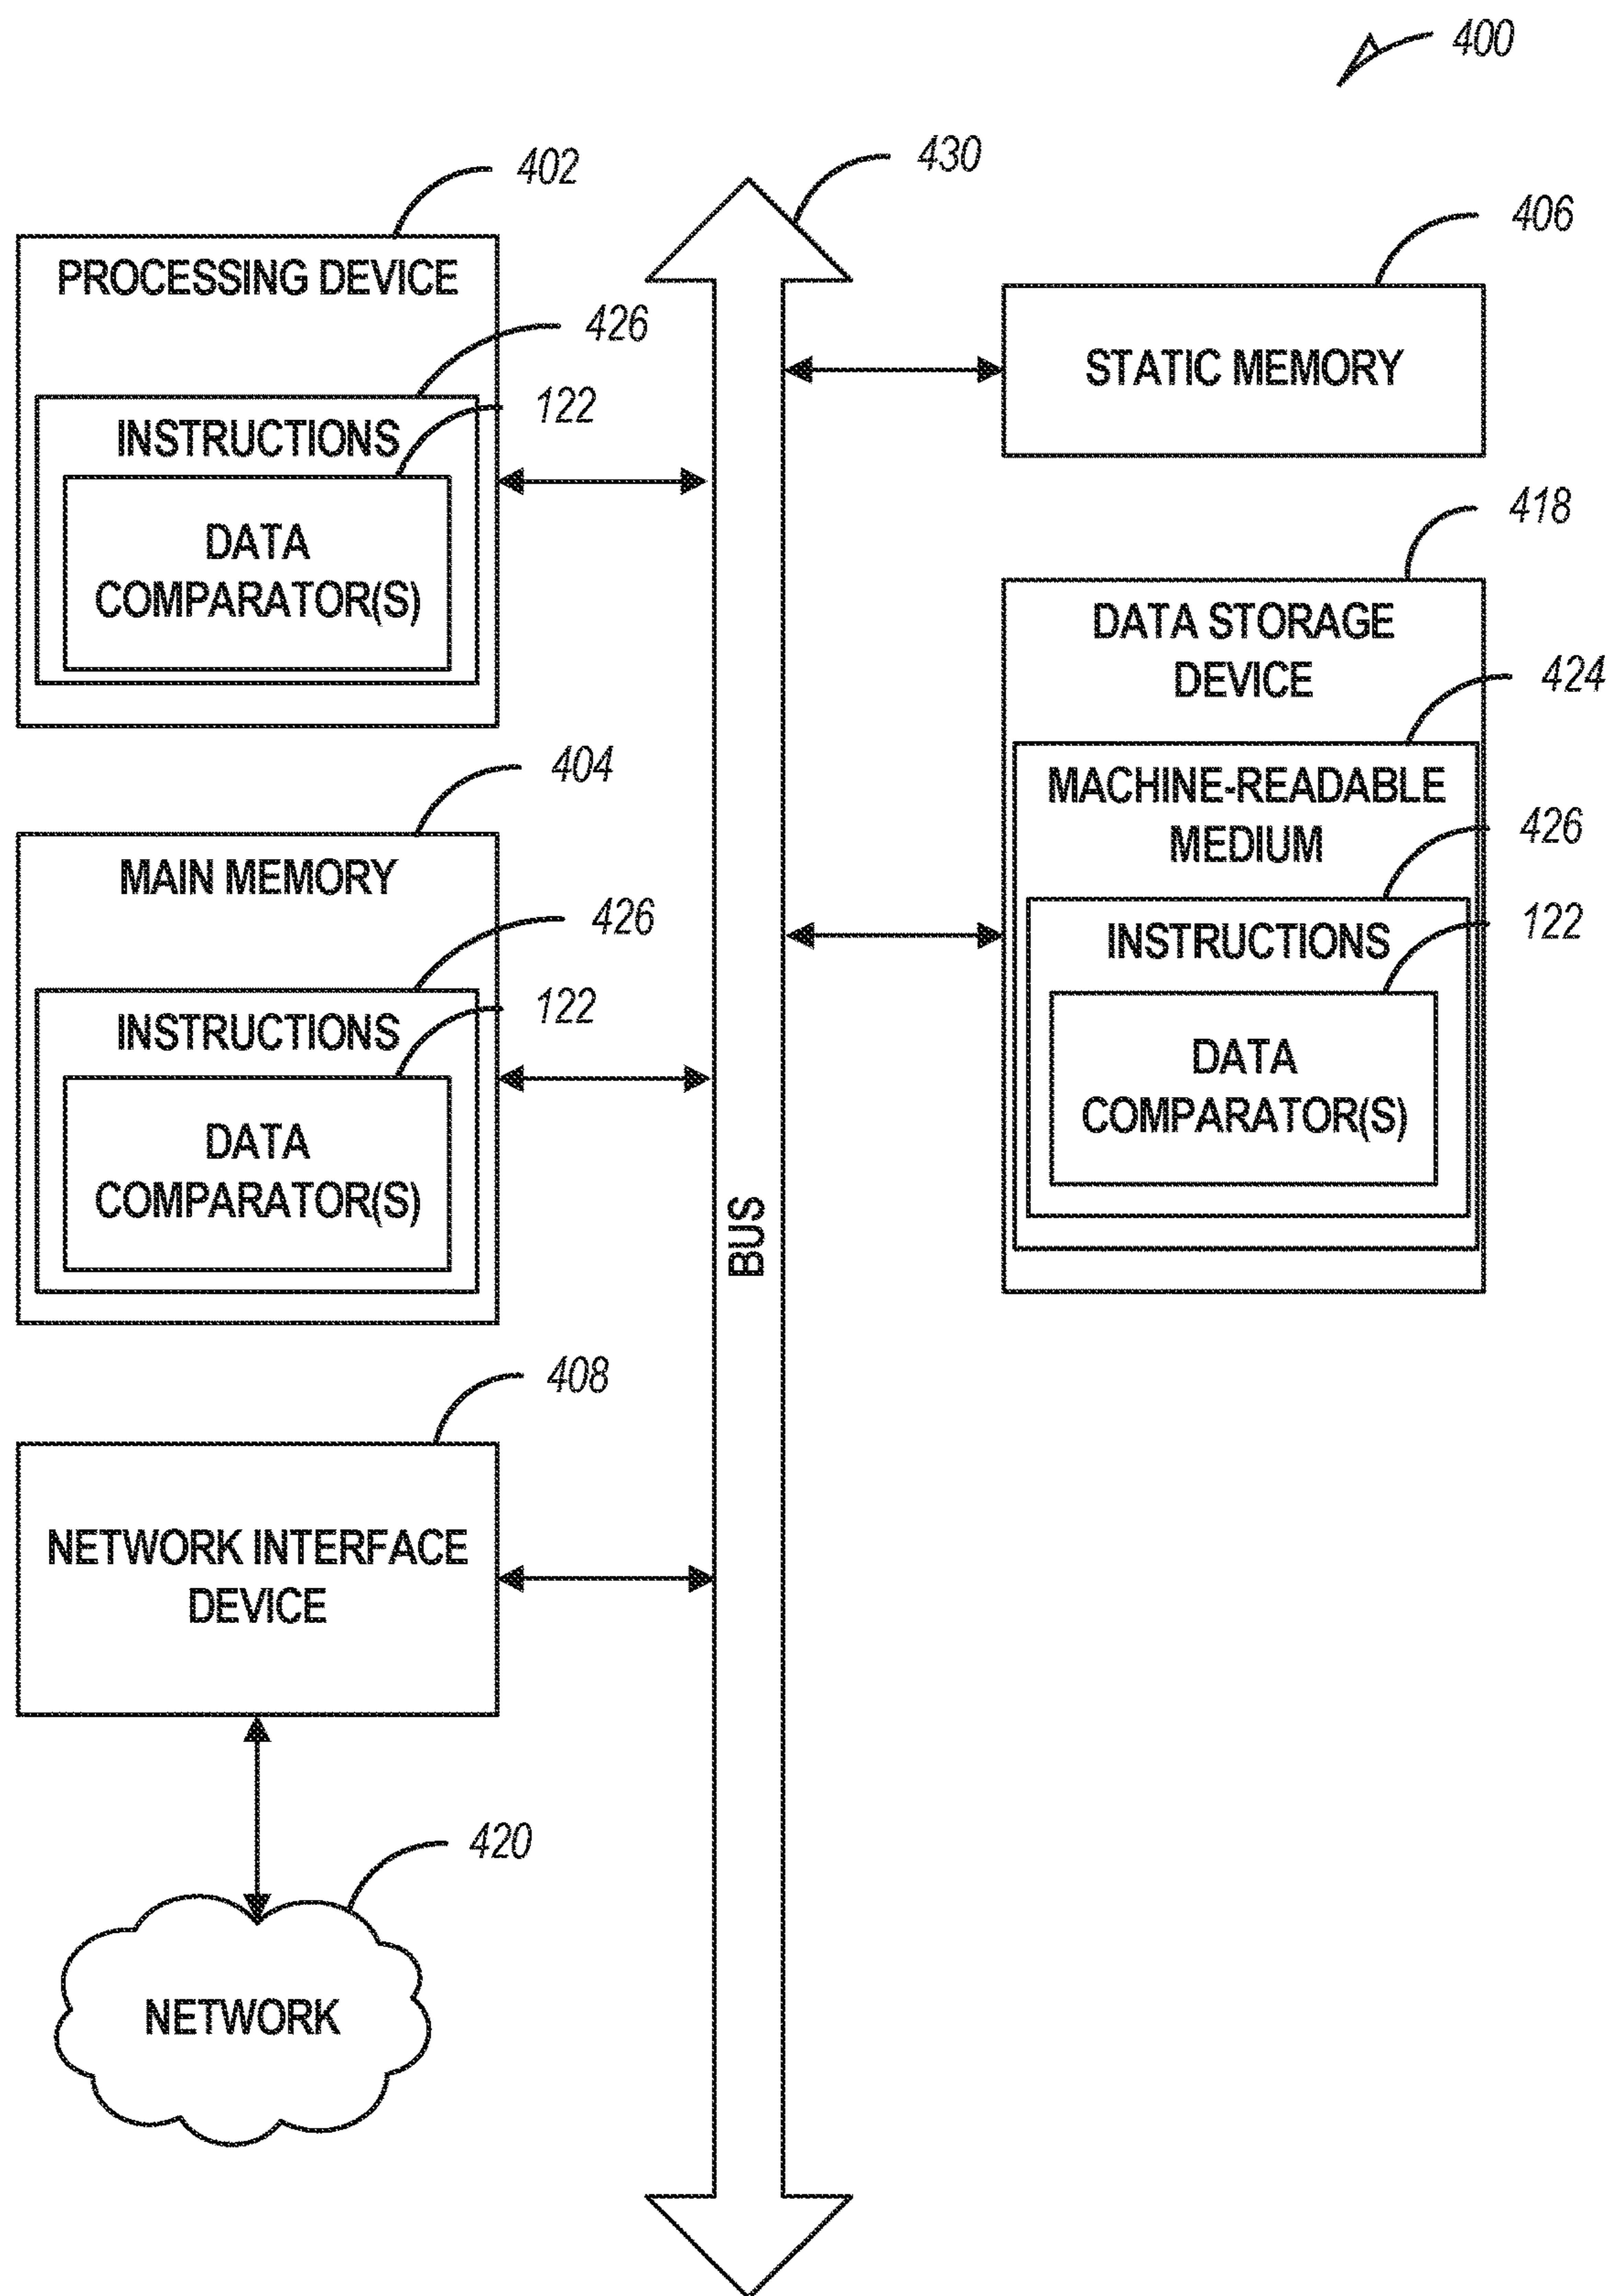 400
402
PROCESSING DEVICE
426
INSTRUCTIONS
122
DATA
COMPARATOR(S)
404
MAIN MEMORY
426
INSTRUCTIONS
122
DATA
COMPARATOR(S)
408
NETWORK INTERFACE
DEVICE
420
NETWORK
430
BUS
406
STATIC MEMORY
418
DATA STORAGE
DEVICE
424
MACHINE-READABLE
MEDIUM
426
INSTRUCTIONS
122
DATA
COMPARATOR(S)